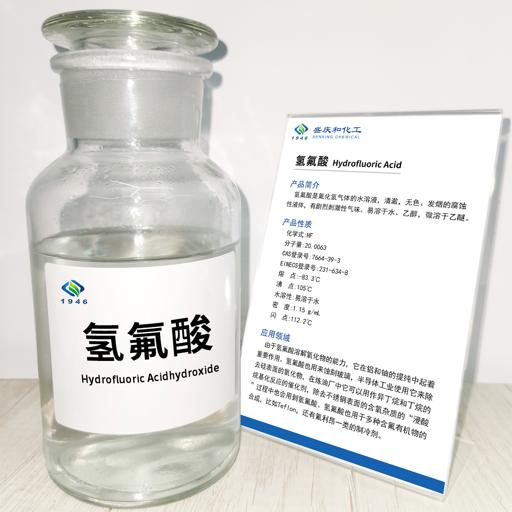 1946
氢氟酸
Hydrofluoric Acidhydroxide
盛庆和化工
SENKING CHEMICAL
1946
氢氟酸 Hydrofluoric Acid
产品简介
氢氟酸是氟化氢气体的水溶液，清澈，无色、发烟的腐蚀
性液体，有剧烈刺激性气味。易溶于水、乙醇，微溶于乙醚。
产品性质
化学式:HF
分子量:20.0063
CAS登录号:7664-39-3
EINECS登录号:231-634-8
熔 点:-83.3℃
沸 点:105℃
水溶性:易溶于水
密 度:1.15 g/mL
闪 点:112.2℃
应用领域
由于氢氟酸溶解氧化物的能力，它在铝和铀的提纯中起着
重要作用。氢氟酸也用来蚀刻玻璃，半导体工业使用它来除
去硅表面的氧化物，在炼油厂中它可以用作异丁烷和丁烷的
烷基化反应的催化剂，除去不锈钢表面的含氧杂质的“浸酸
”过程中也会用到氢氟酸。氢氟酸也用于多种含氟有机物的
合成，比如Teflon，还有氟利昂一类的制冷剂。